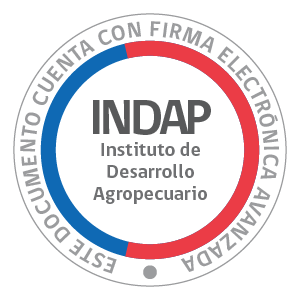 ESTE DOCUMENTO CUENTA CON FIRMA ELECTRÓNICA AVANZADA
INDAP
Instituto de
Desarrollo
Agropecuario